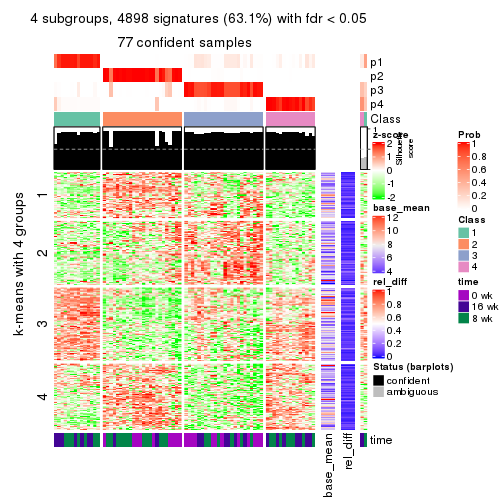 4 subgroups, 4898 signatures (63.1%) with fdr < 0.05
77 confident samples
p1
p2
p3
p4
Class
1
Silhouette score
k-means with 4 groups
1
2
3
4
time
base_mean
rel_diff
z-score
2
1
0
-1
-2
base_mean
12
10
8
6
4
rel_diff
1
0.8
0.6
0.4
0.2
0
Status (barplots)
confident
ambiguous
Prob
1
0.8
0.6
0.4
0.2
0
Class
1
2
3
4
time
0 wk
16 wk
8 wk